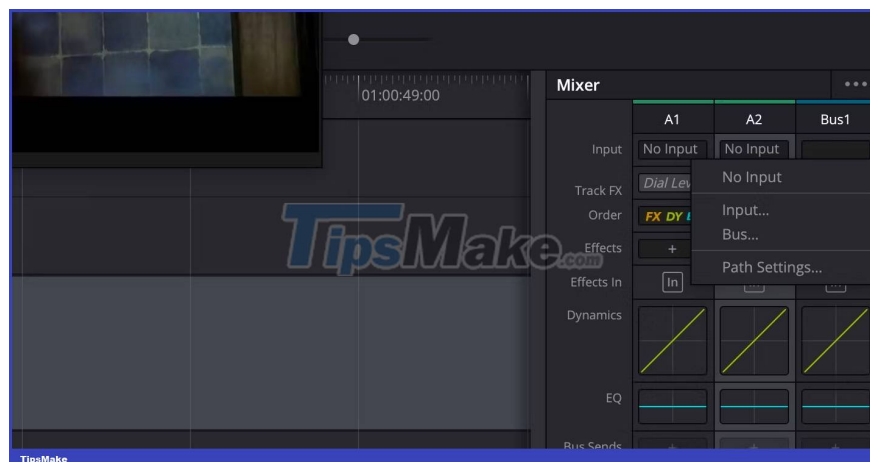 01:00:49:00
Mixer
A1 A2 Bus1
Input No Input No Input
No Input
Track FX
Input...
Order FX DY
Bus...
Effects +
Path Settings...
Effects In In
Dynamics
EQ
Bus Sends + + +
TipsMake.com
TipsMake